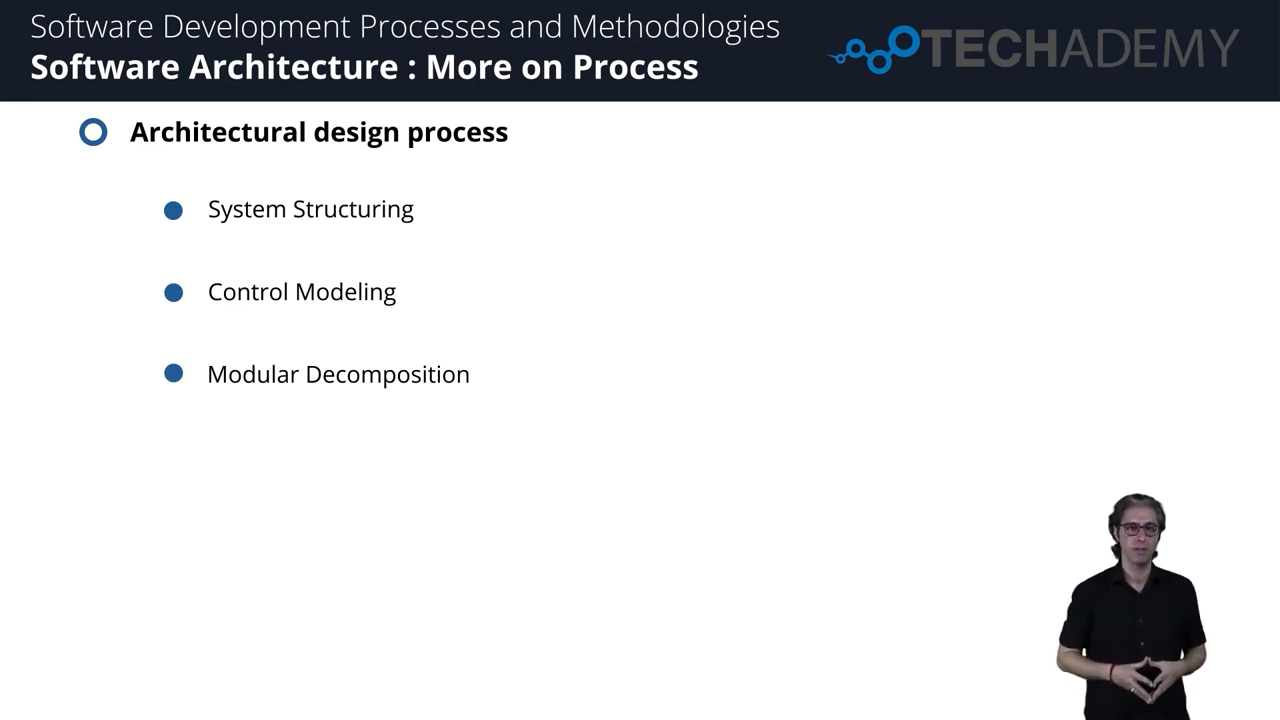 Software Development Processes and Methodologies
Software Architecture : More on Process
TECHADEMY
Architectural design process
System Structuring
Control Modeling
Modular Decomposition